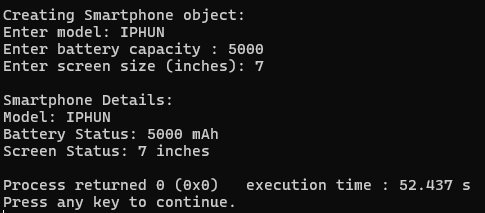 Creating Smartphone object:
Enter model: IPHUN
Enter battery capacity : 5000
Enter screen size (inches): 7
Smartphone Details:
Model: IPHUN
Battery Status: 5000 mAh
Screen Status: 7 inches
Process returned 0 (0x0)   execution time : 52.437 s
Press any key to continue.